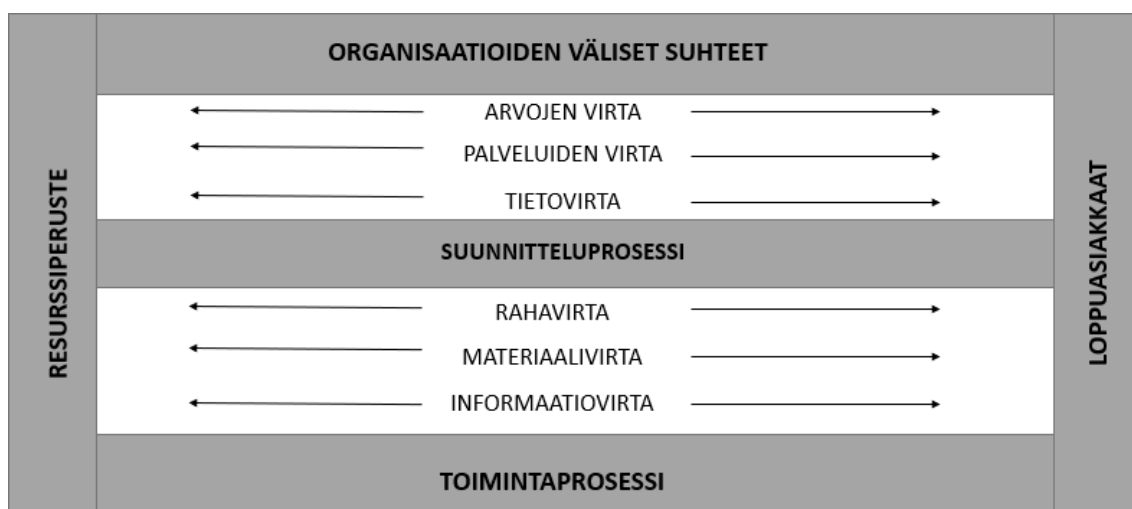 ORGANISAATIOIDEN VÄLISET SUHTEET
RESURSSIPERUSTE
ARVOJEN VIRTA
PALVELUIDEN VIRTA
TIETOVIRTA
SUUNNITTELUPROSESSI
RAHAVIRTA
MATERIAALIVIRTA
INFORMAATIOVIRTA
TOIMINTAPROSESSI
LOPPUASIAKKAAT